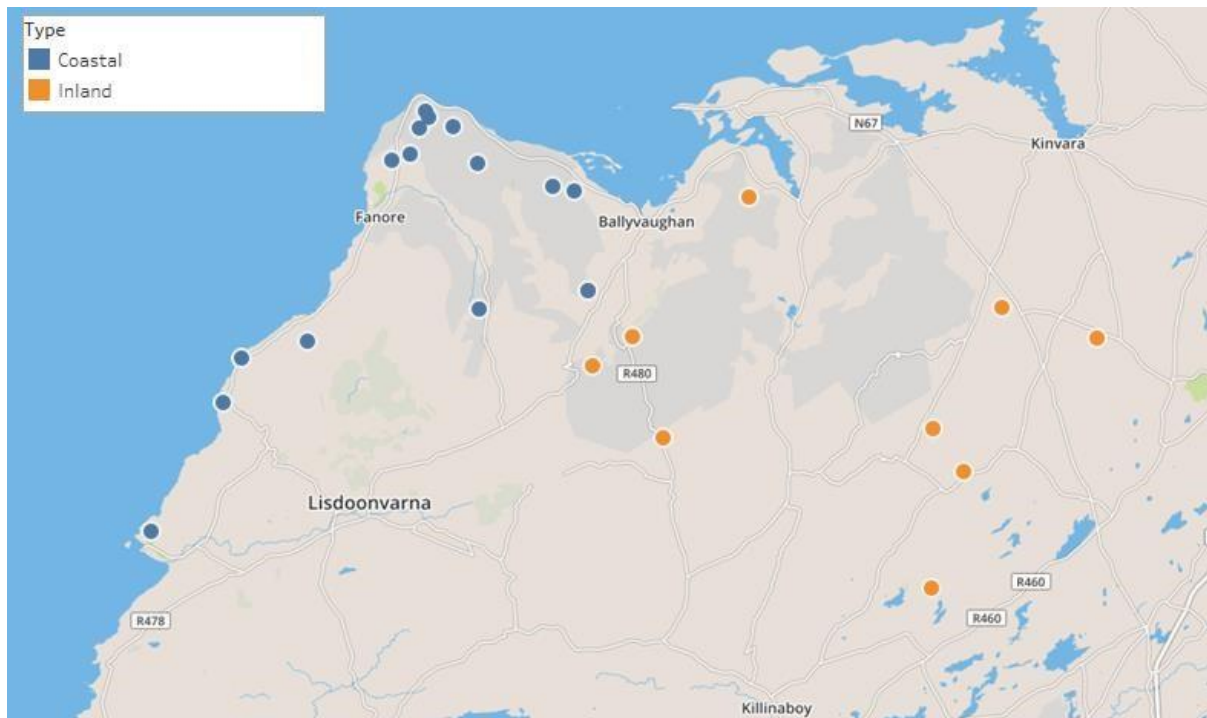 Type
Coastal
Inland
N67
Kinvara
Fanore
Ballyvaughan
R480
Lisdoonvarna
R460
R460
R478
Killinaboy